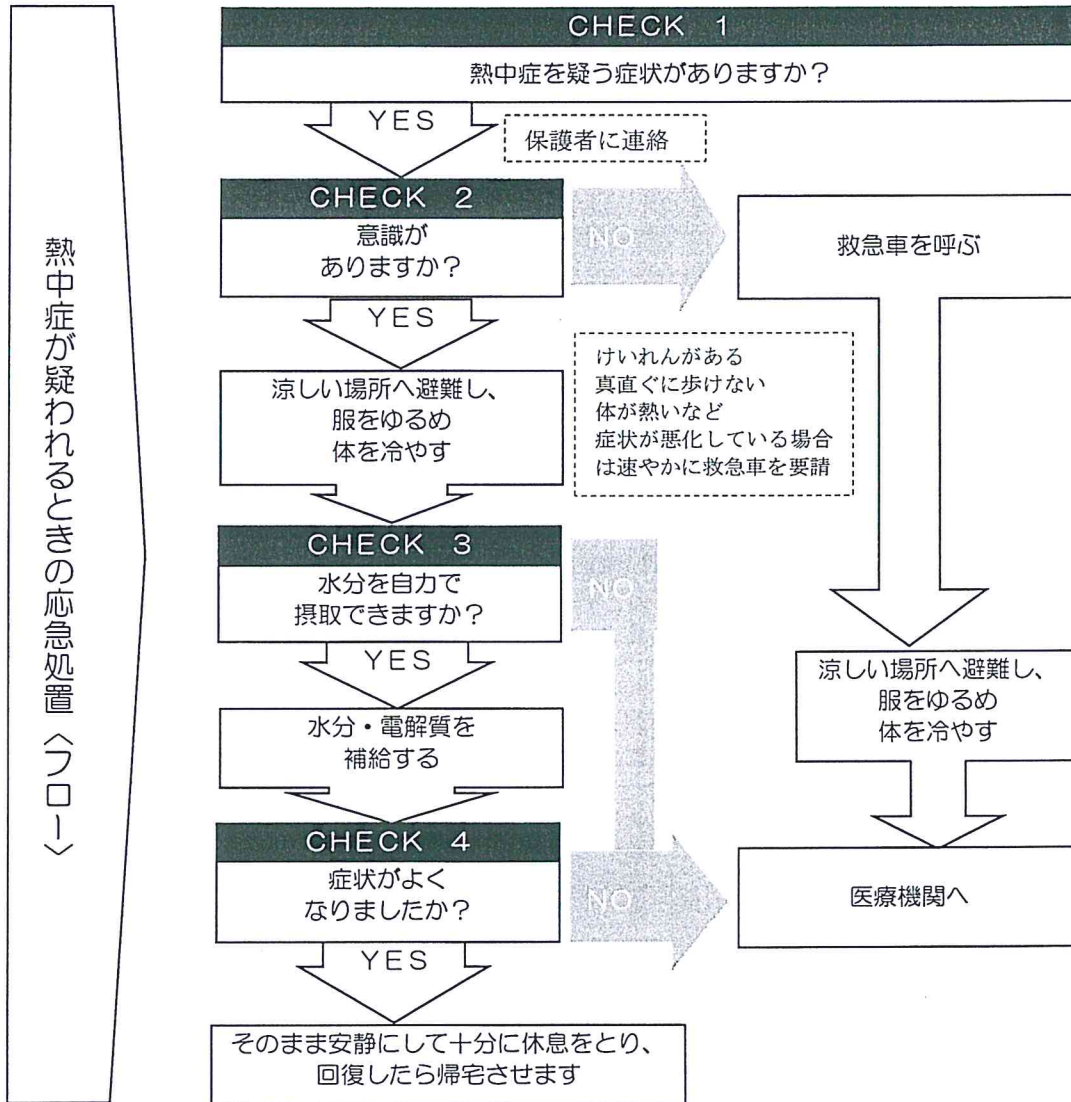 熱中症が疑われるときの応急処置〈フロー〉
CHECK 1
熱中症を疑う症状がありますか？
YES
保護者に連絡
CHECK 2
意識が
ありますか？
NO
救急車を呼ぶ
YES
涼しい場所へ避難し、
服をゆるめ
体を冷やす
けいれんがある
真直ぐに歩けない
体が熱いなど
症状が悪化している場合
は速やかに救急車を要請
CHECK 3
水分を自力で
摂取できますか？
NO
YES
水分・電解質を
補給する
涼しい場所へ避難し、
服をゆるめ
体を冷やす
CHECK 4
症状がよく
なりましたか？
NO
医療機関へ
YES
そのまま安静にして十分に休息をとり、
回復したら帰宅させます